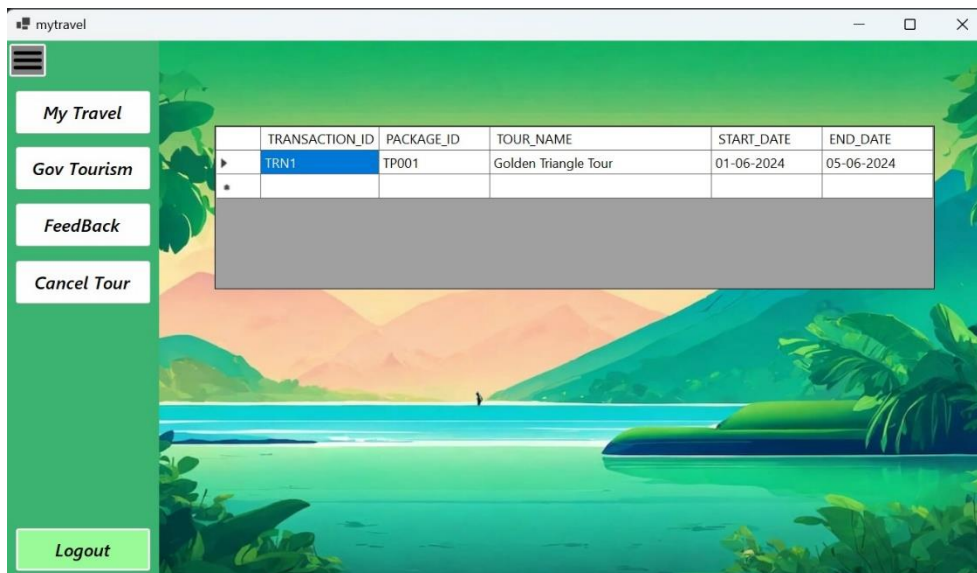 mytravel
My Travel
Gov Tourism
FeedBack
Cancel Tour
Logout
TRANSACTION_ID PACKAGE_ID TOUR_NAME START_DATE END_DATE
TRN1 TP001 Golden Triangle Tour 01-06-2024 05-06-2024